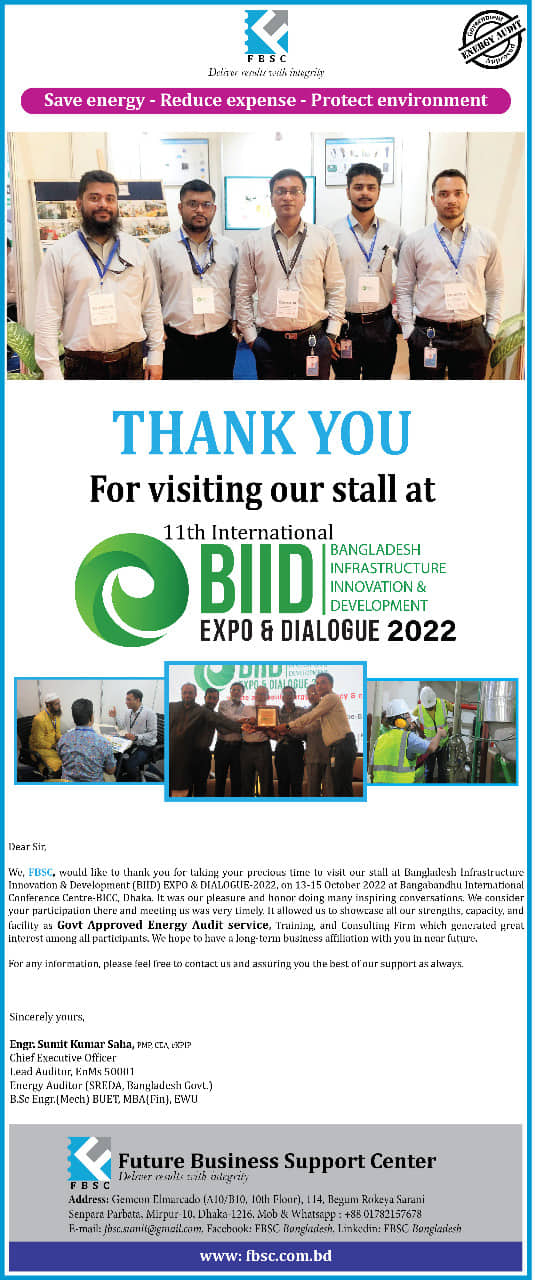 FBSC
Deliver results with integrity
Government
ENERGY AUDIT
Save energy - Reduce expense - Protect environment
THANK YOU
For visiting our stall at
11th International
BIID
BANGLADESH
INFRASTRUCTURE
INNOVATION &
DEVELOPMENT
EXPO & DIALOGUE 2022
BIID
DEVELOPMENT
EXPO & DIALOGUE
Dear Sir,
We, FBSC, would like to thank you for taking your precious time to visit our stall at Bangladesh Infrastructure
Innovation & Development (BIID) EXPO & DIALOGUE-2022, on 13-15 October 2022 at Bangabandhu International
Conference Centre-BICC, Dhaka. It was our pleasure and honor doing many inspiring conversations. We consider
your participation there and meeting us was very timely. It allowed us to showcase all our strengths, capacity, and
facility as Govt Approved Energy Audit service, Training, and Consulting Firm which generated great
interest among all participants. We hope to have a long-term business affiliation with you in near future.
For any information, please feel free to contact us and assuring you the best of our support as always.
Sincerely yours,
Engr. Sumit Kumar Saha, PMP, CEA,
Chief Executive Officer
Lead Auditor, EnMs 50001
Energy Auditor (SREDA, Bangladesh Govt.)
B.Sc Engr.(Mech) BUET, MBA(Fin), EWU
FBSC
Future Business Support Center
Deliver results with integrity
Address: Gemcon Elmarcado (A10/B10, 10th Floor), 114, Begum Rokeya Sarani
Senpara Parbata, Mirpur-10, Dhaka-1216, Mob & Whatsapp : +88 01782157678
E-mail: fbsc.sumit@gmail.com, Facebook: FBSC Bangladesh, Linkedin: FBSC Bangladesh
www: fbsc.com.bd